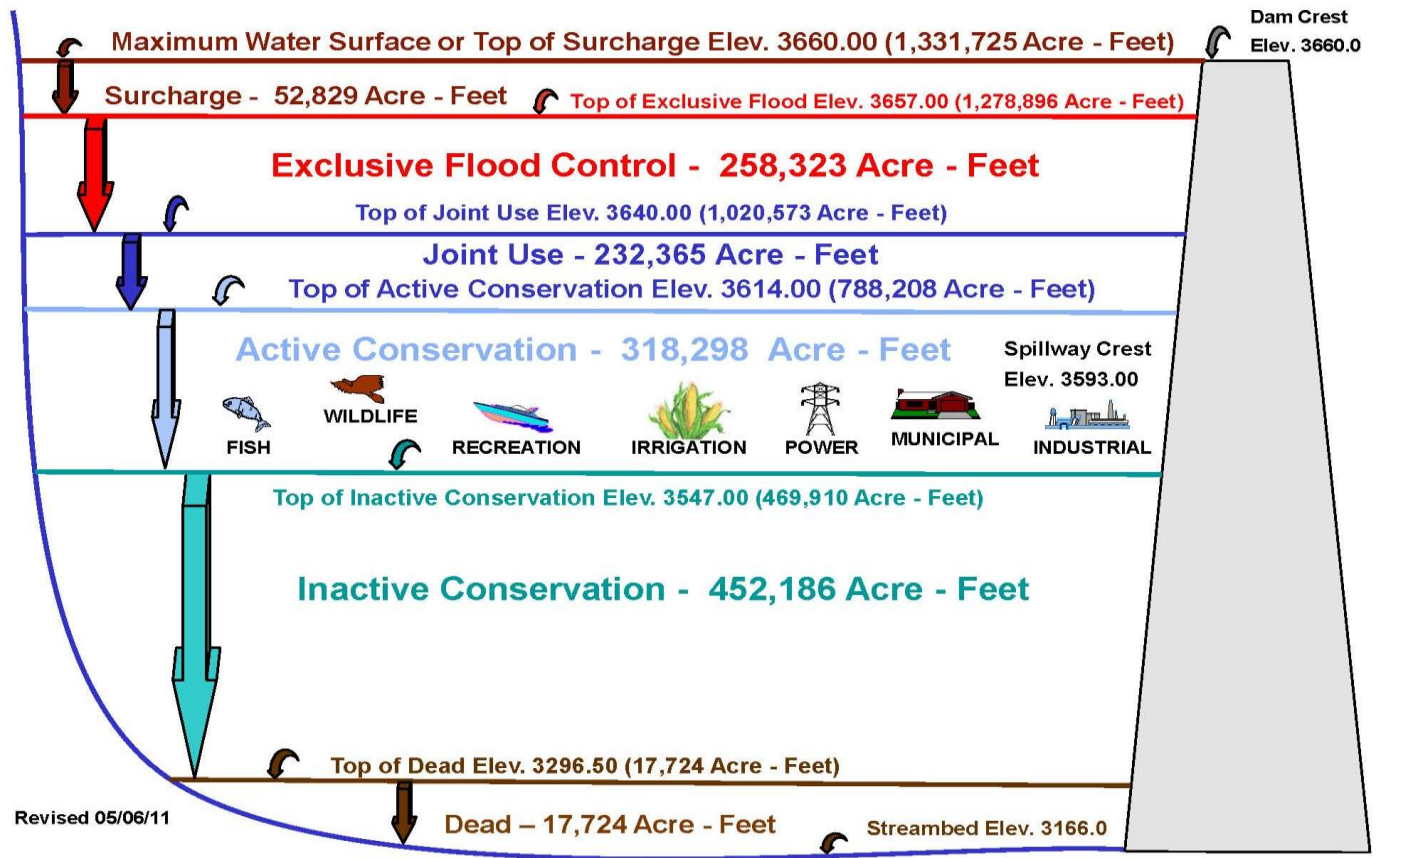 Dam Crest
Elev. 3660.0
Maximum Water Surface or Top of Surcharge Elev. 3660.00 (1,331,725 Acre - Feet)
Surcharge - 52,829 Acre - Feet
Top of Exclusive Flood Elev. 3657.00 (1,278,896 Acre - Feet)
Exclusive Flood Control - 258,323 Acre - Feet
Top of Joint Use Elev. 3640.00 (1,020,573 Acre - Feet)
Joint Use - 232,365 Acre - Feet
Top of Active Conservation Elev. 3614.00 (788,208 Acre - Feet)
Active Conservation - 318,298 Acre - Feet
Spillway Crest
Elev. 3593.00
FISH
WILDLIFE
RECREATION
IRRIGATION
POWER
MUNICIPAL
INDUSTRIAL
Top of Inactive Conservation Elev. 3547.00 (469,910 Acre - Feet)
Inactive Conservation - 452,186 Acre - Feet
Top of Dead Elev. 3296.50 (17,724 Acre - Feet)
Revised 05/06/11
Dead – 17,724 Acre - Feet
Streambed Elev. 3166.0